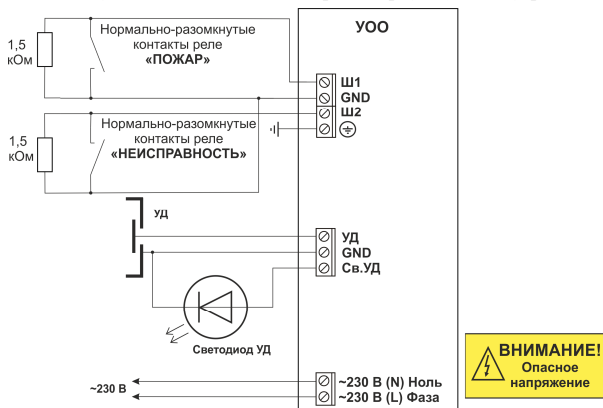 УОО
1,5
кОм
Нормально-разомкнутые
контакты реле
«ПОЖАР»
Ш1
GND
Ш2
1,5
кОм
Нормально-разомкнутые
контакты реле
«НЕИСПРАВНОСТЬ»
УД
УД
GND
Св.УД
Светодиод УД
~230 В
~230 В (N) Ноль
~230 В (L) Фаза
ВНИМАНИЕ!
Опасное
напряжение